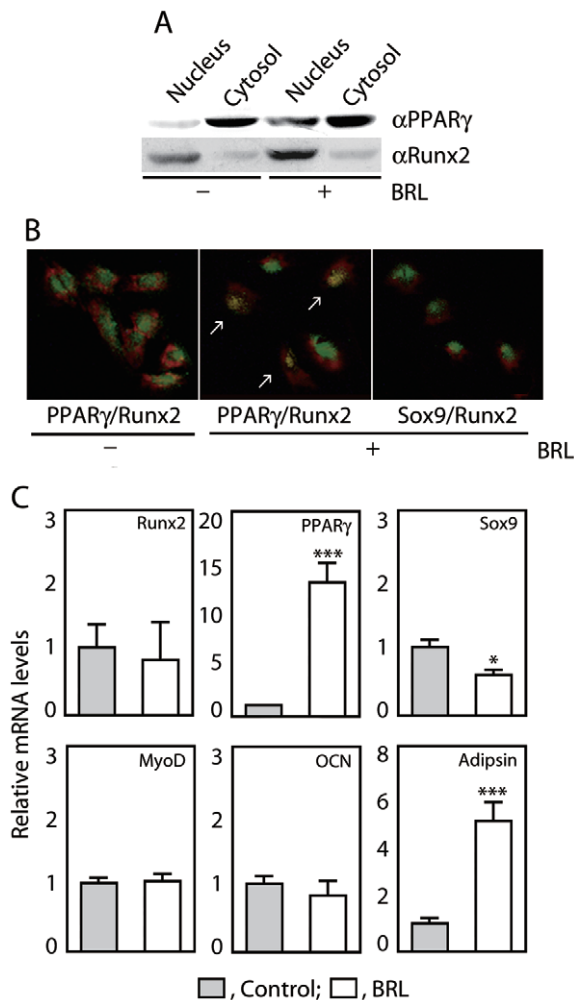 A
Nucleus Cytosol Nucleus Cytosol
αPPARγ
αRunx2
− + BRL
B
PPARγ/Runx2 PPARγ/Runx2 Sox9/Runx2
− + BRL
C
Relative mRNA levels
3 2 1 0 Runx2
20 15 10 5 0 PPARγ ***
3 2 1 0 Sox9 *
3 2 1 0 MyoD
3 2 1 0 OCN
8 6 4 2 0 Adipsin ***
, Control; , BRL